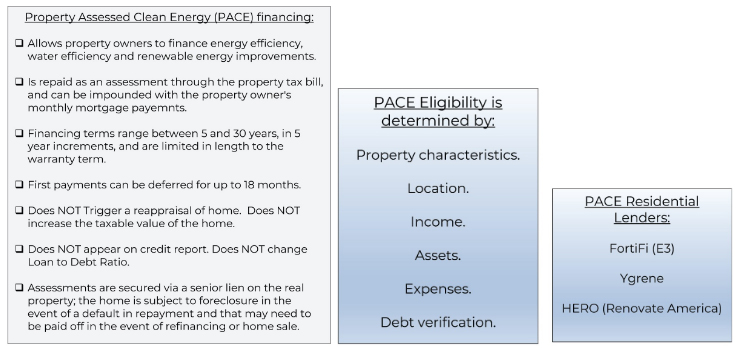 Property Assessed Clean Energy (PACE) financing:
❑ Allows property owners to finance energy efficiency,
water efficiency and renewable energy improvements.
❑ Is repaid as an assessment through the property tax bill,
and can be impounded with the property owner's
monthly mortgage paymnts.
❑ Financing terms range between 5 and 30 years, in 5
year increments, and are limited in length to the
warranty term.
❑ First payments can be deferred for up to 18 months.
❑ Does NOT Trigger a reappraisal of home. Does NOT
increase the taxable value of the home.
❑ Does NOT appear on credit report. Does NOT change
Loan to Debt Ratio.
❑ Assessments are secured via a senior lien on the real
property; the home is subject to foreclosure in the
event of a default in repayment and that may need to
be paid off in the event of refinancing or home sale.
PACE Eligibility is
determined by:
Property characteristics.
Location.
Income.
Assets.
Expenses.
Debt verification.
PACE Residential
Lenders:
FortiFi (E3)
Ygrene
HERO (Renovate America)